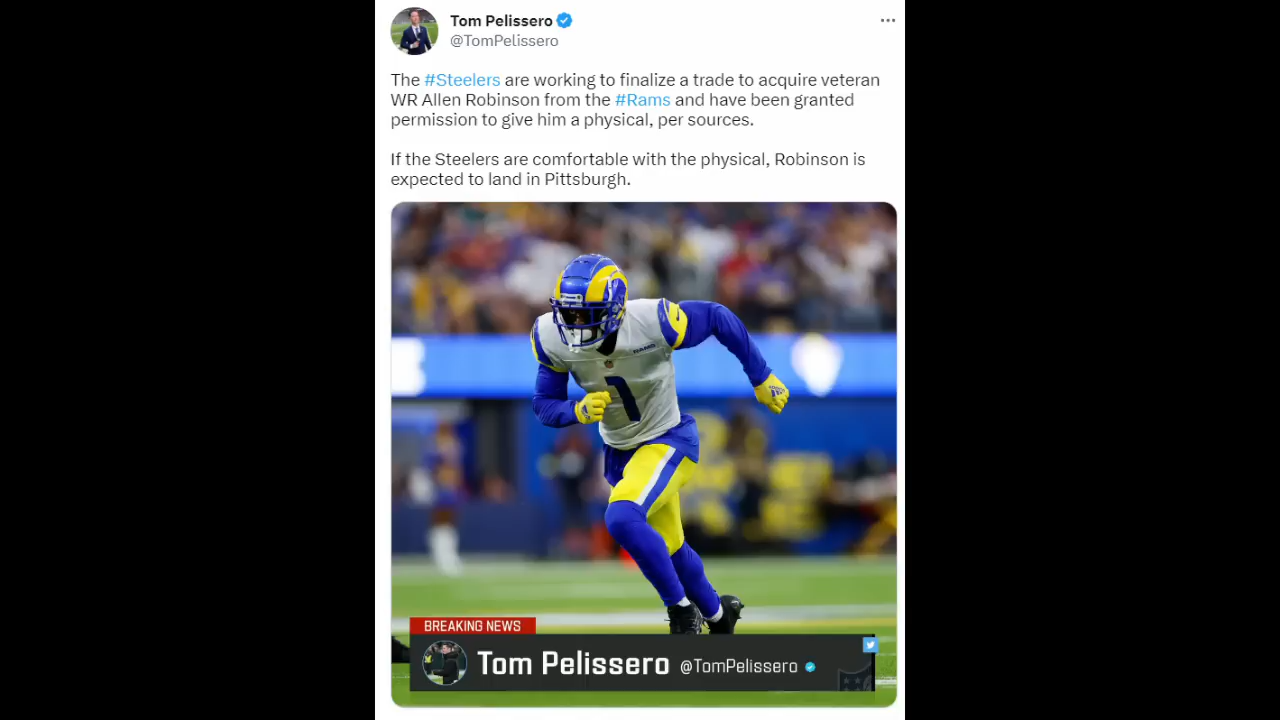 Tom Pelissero
@TomPelissero
The #Steelers are working to finalize a trade to acquire veteran
WR Allen Robinson from the #Rams and have been granted
permission to give him a physical, per sources.
If the Steelers are comfortable with the physical, Robinson is
expected to land in Pittsburgh.
RAMS
1
BREAKING NEWS
Tom Pelissero @TomPelissero